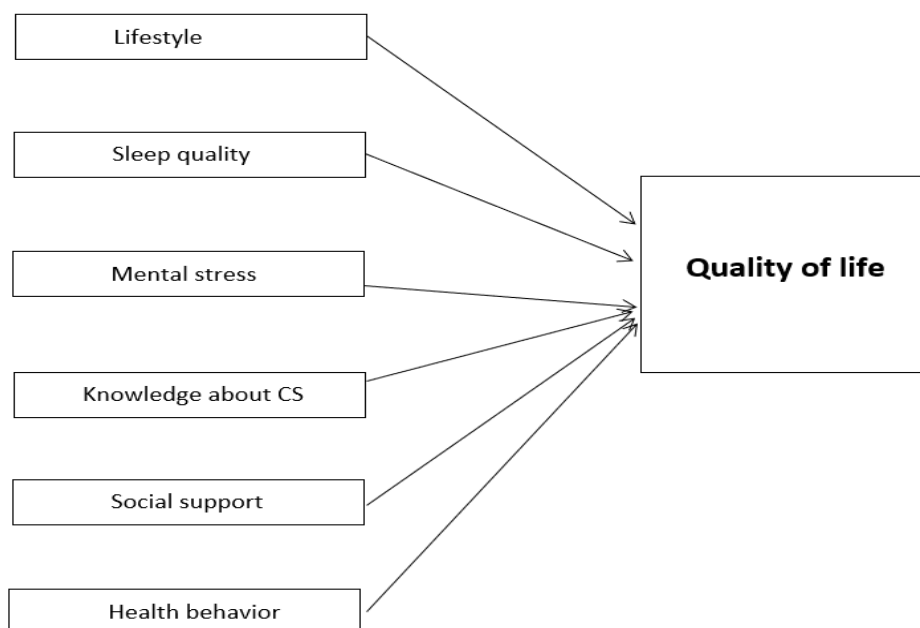 Lifestyle
Sleep quality
Mental stress
Knowledge about CS
Social support
Health behavior
Quality of life